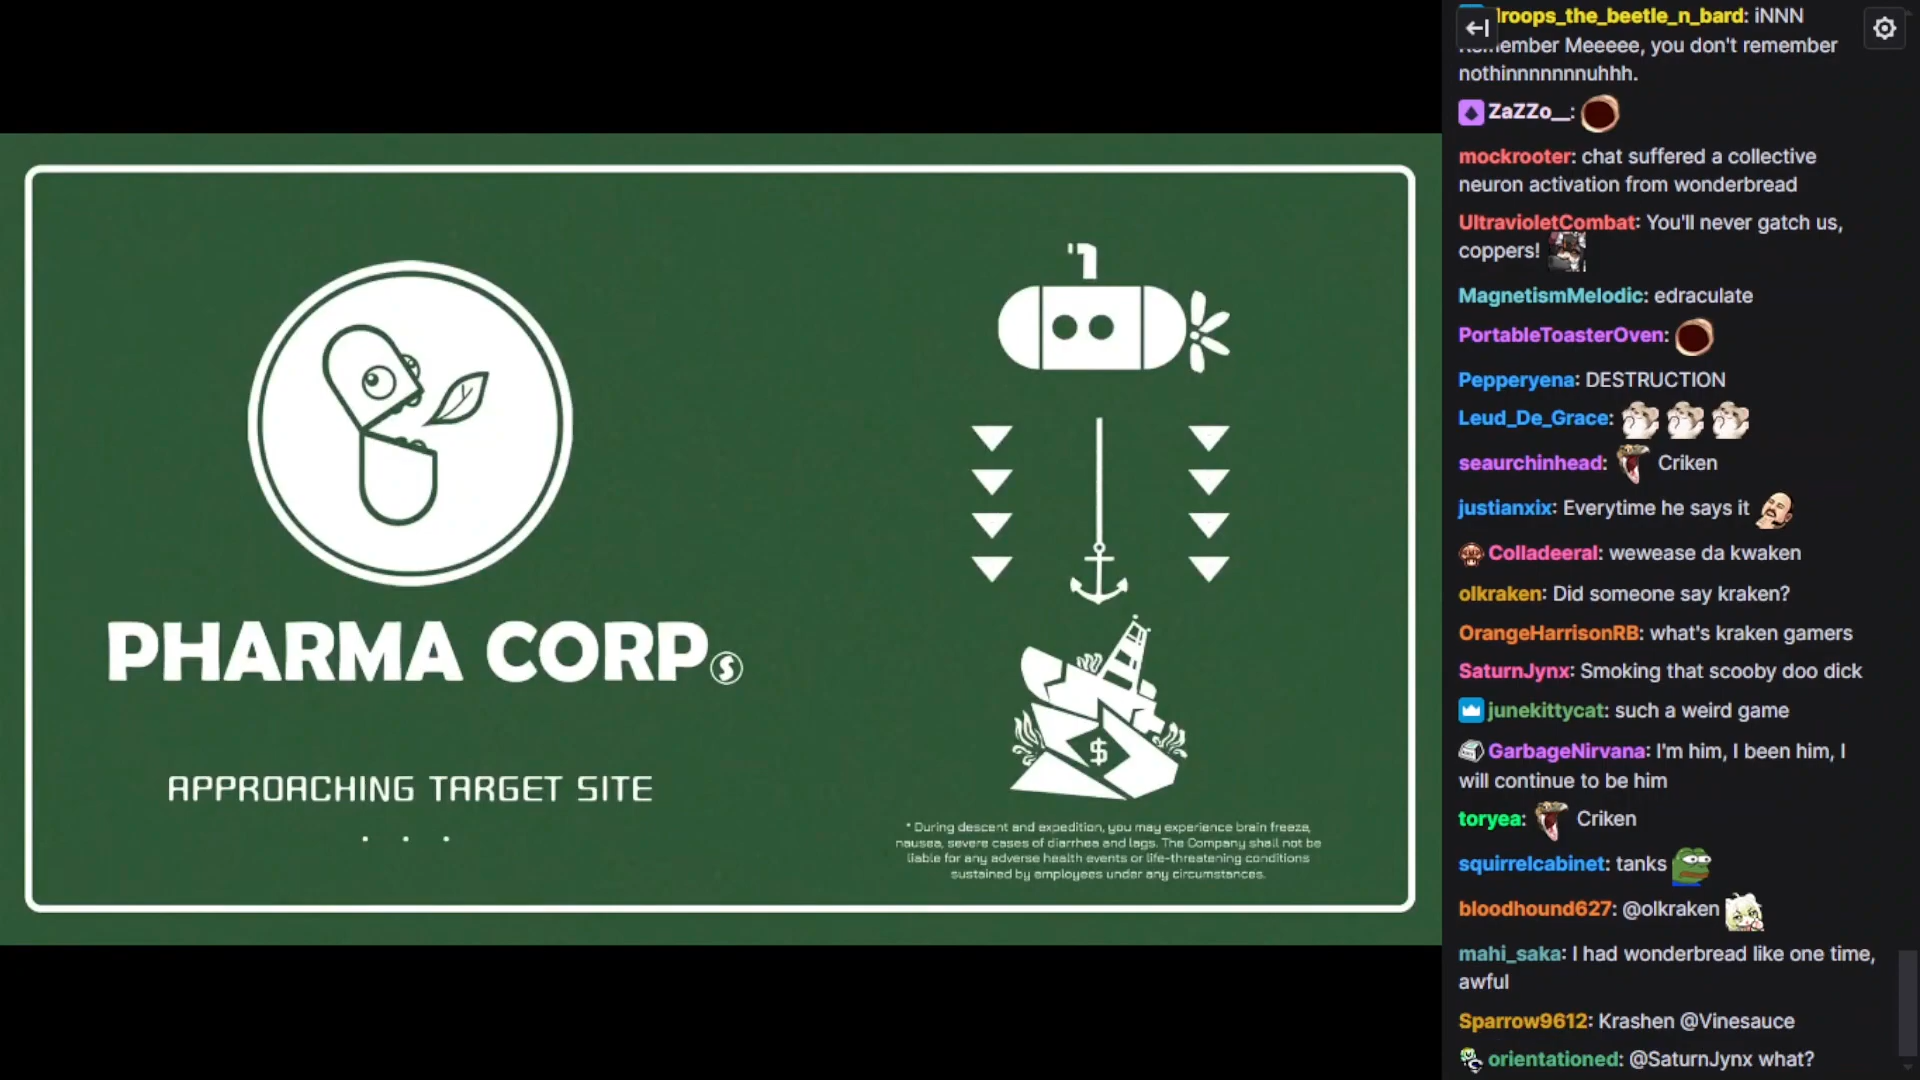 PHARMA CORP
APPROACHING TARGET SITE
. . .
$
* During descent and expedition, you may experience brain freeze,
nausea, severe cases of diarrhea and lags. The Company shall not be
liable for any adverse health events or life-threatening conditions
sustained by employees under any circumstances.
roops_the_beetle_n_bard: iNNN
Meeeee, you don't remember
nothinnnnnnnuhhh.
ZaZZo__:
mockrooter: chat suffered a collective
neuron activation from wonderbread
UltravioletCombat: You'll never gatch us,
coppers!
MagnetismMelodic: edraculate
PortableToasterOven:
Pepperyena: DESTRUCTION
Leud_De_Grace:
seaurchinhead: Criken
justianxix: Everytime he says it
Colladeeral: wewease da kwaken
olkraken: Did someone say kraken?
OrangeHarrisonRB: what's kraken gamers
SaturnJynx: Smoking that scooby doo dick
junekittycat: such a weird game
GarbageNirvana: I'm him, I been him, I
will continue to be him
toryea: Criken
squirrelcabinet: tanks
bloodhound627: @olkraken
mahi_saka: I had wonderbread like one time,
awful
Sparrow9612: Krashen @Vinesauce
orientationed: @SaturnJynx what?